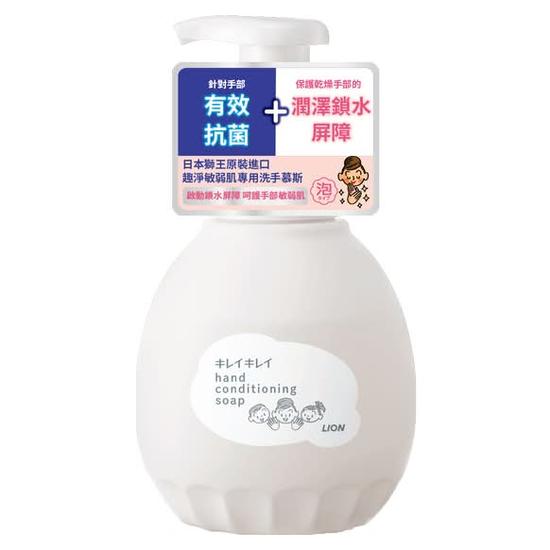 針對手部
有效
抗菌
+
保護乾燥手部的
潤澤鎖水
屏障
日本獅王原裝進口
趣淨敏弱肌專用洗手慕斯
啟動鎖水屏障 呵護手部敏弱肌
泡
タイプ
キレイキレイ
hand
conditioning
soap
LION